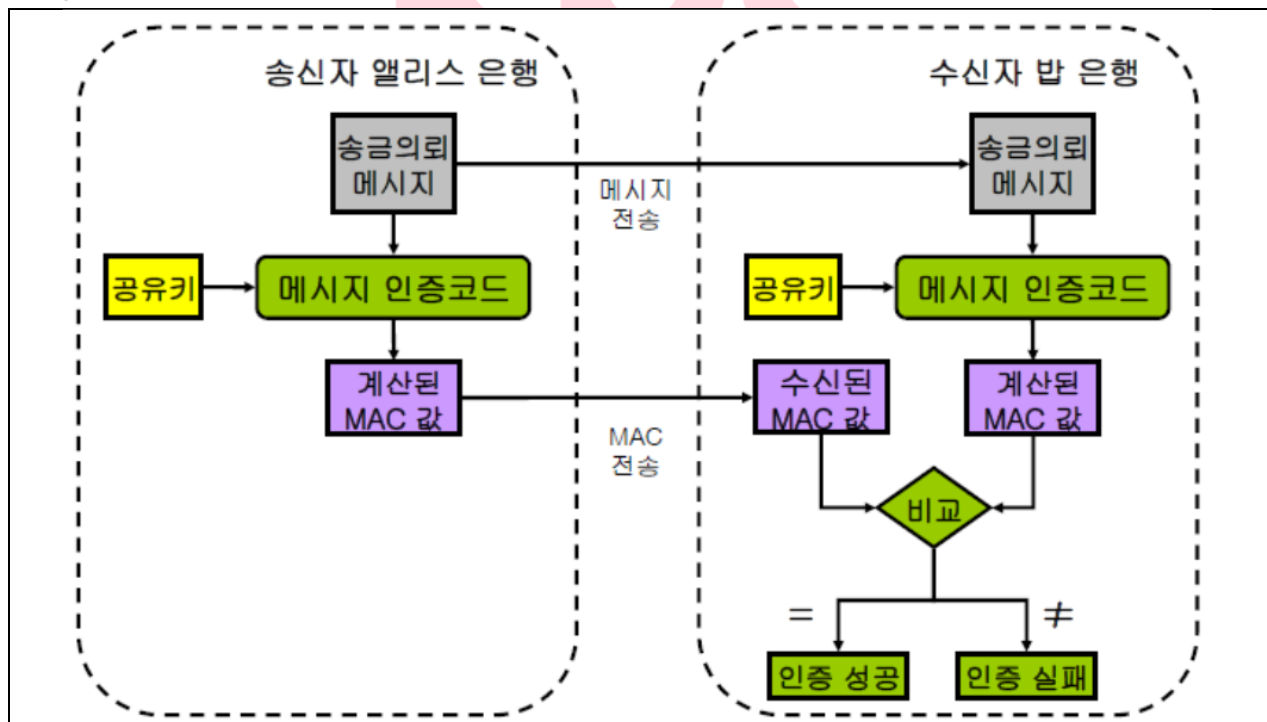 송신자 앨리스 은행
수신자 밥 은행
송금의뢰
메시지
송금의뢰
메시지
메시지
전송
공유키
메시지 인증코드
공유키
메시지 인증코드
계산된
MAC 값
수신된
MAC 값
계산된
MAC 값
MAC
전송
비교
=
≠
인증 성공
인증 실패